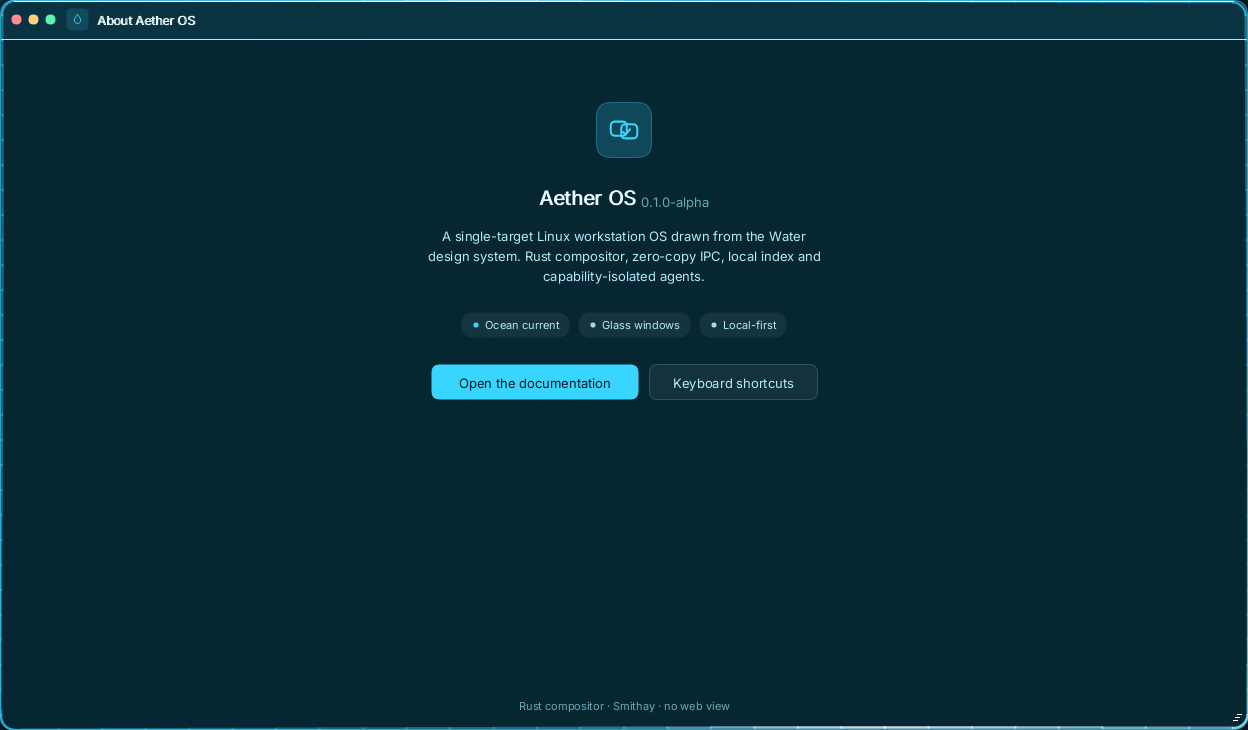 About Aether OS
Aether OS 0.1.0-alpha
A single-target Linux workstation OS drawn from the Water
design system. Rust compositor, zero-copy IPC, local index and
capability-isolated agents.
Ocean current
Glass windows
Local-first
Open the documentation
Keyboard shortcuts
Rust compositor · Smithay · no web view